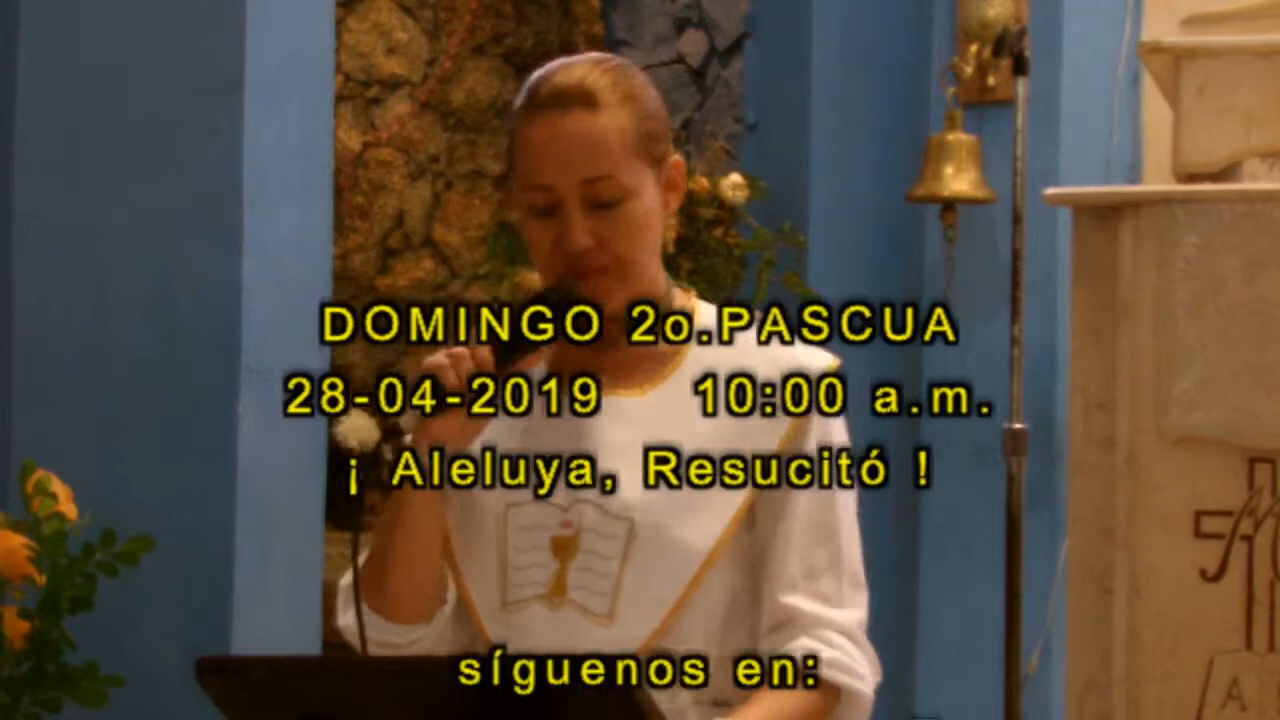 DOMINGO 2o.PASCUA
28-04-2019 10:00 a.m.
¡ Aleluya, Resucitó !
síguenos en:
A